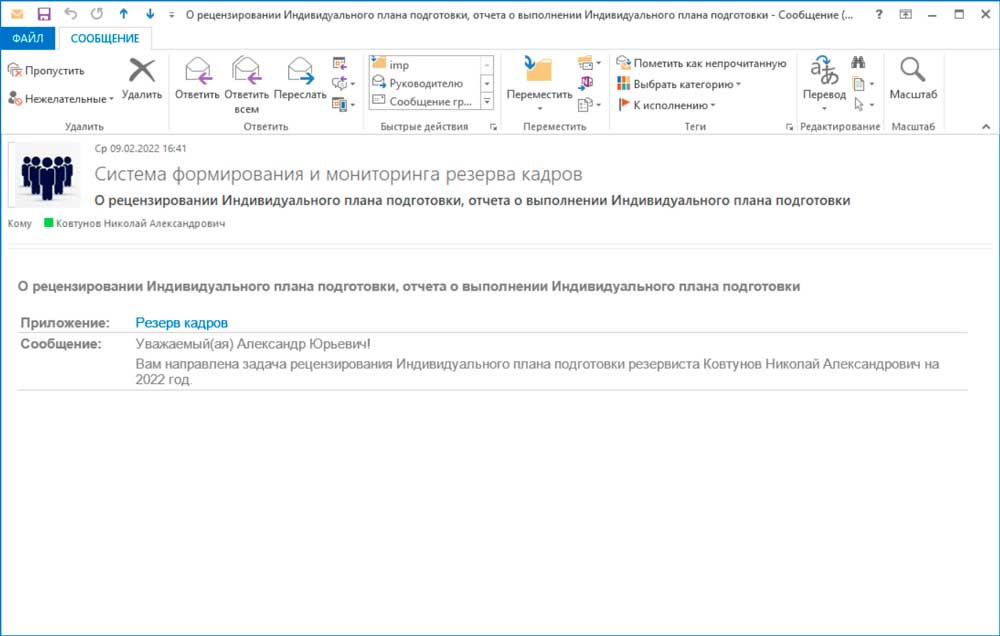 О рецензировании Индивидуального плана подготовки, отчета о выполнении Индивидуального плана подготовки - Сообщение (...
?
ФАЙЛ
СООБЩЕНИЕ
Пропустить
Нежелательные
Удалить
Ответить
Ответить всем
Переслать
imp
Руководителю
Сообщение гр...
Переместить
Пометить как непрочитанную
Выбрать категорию
К исполнению
Перевод
Масштаб
Удалить
Ответить
Быстрые действия
Переместить
Теги
Редактирование
Масштаб
Ср 09.02.2022 16:41
Система формирования и мониторинга резерва кадров
О рецензировании Индивидуального плана подготовки, отчета о выполнении Индивидуального плана подготовки
Кому Ковтунов Николай Александрович
О рецензировании Индивидуального плана подготовки, отчета о выполнении Индивидуального плана подготовки
Приложение: Резерв кадров
Сообщение: Уважаемый(ая) Александр Юрьевич!
Вам направлена задача рецензирования Индивидуального плана подготовки резервиста Ковтунов Николай Александрович на
2022 год.